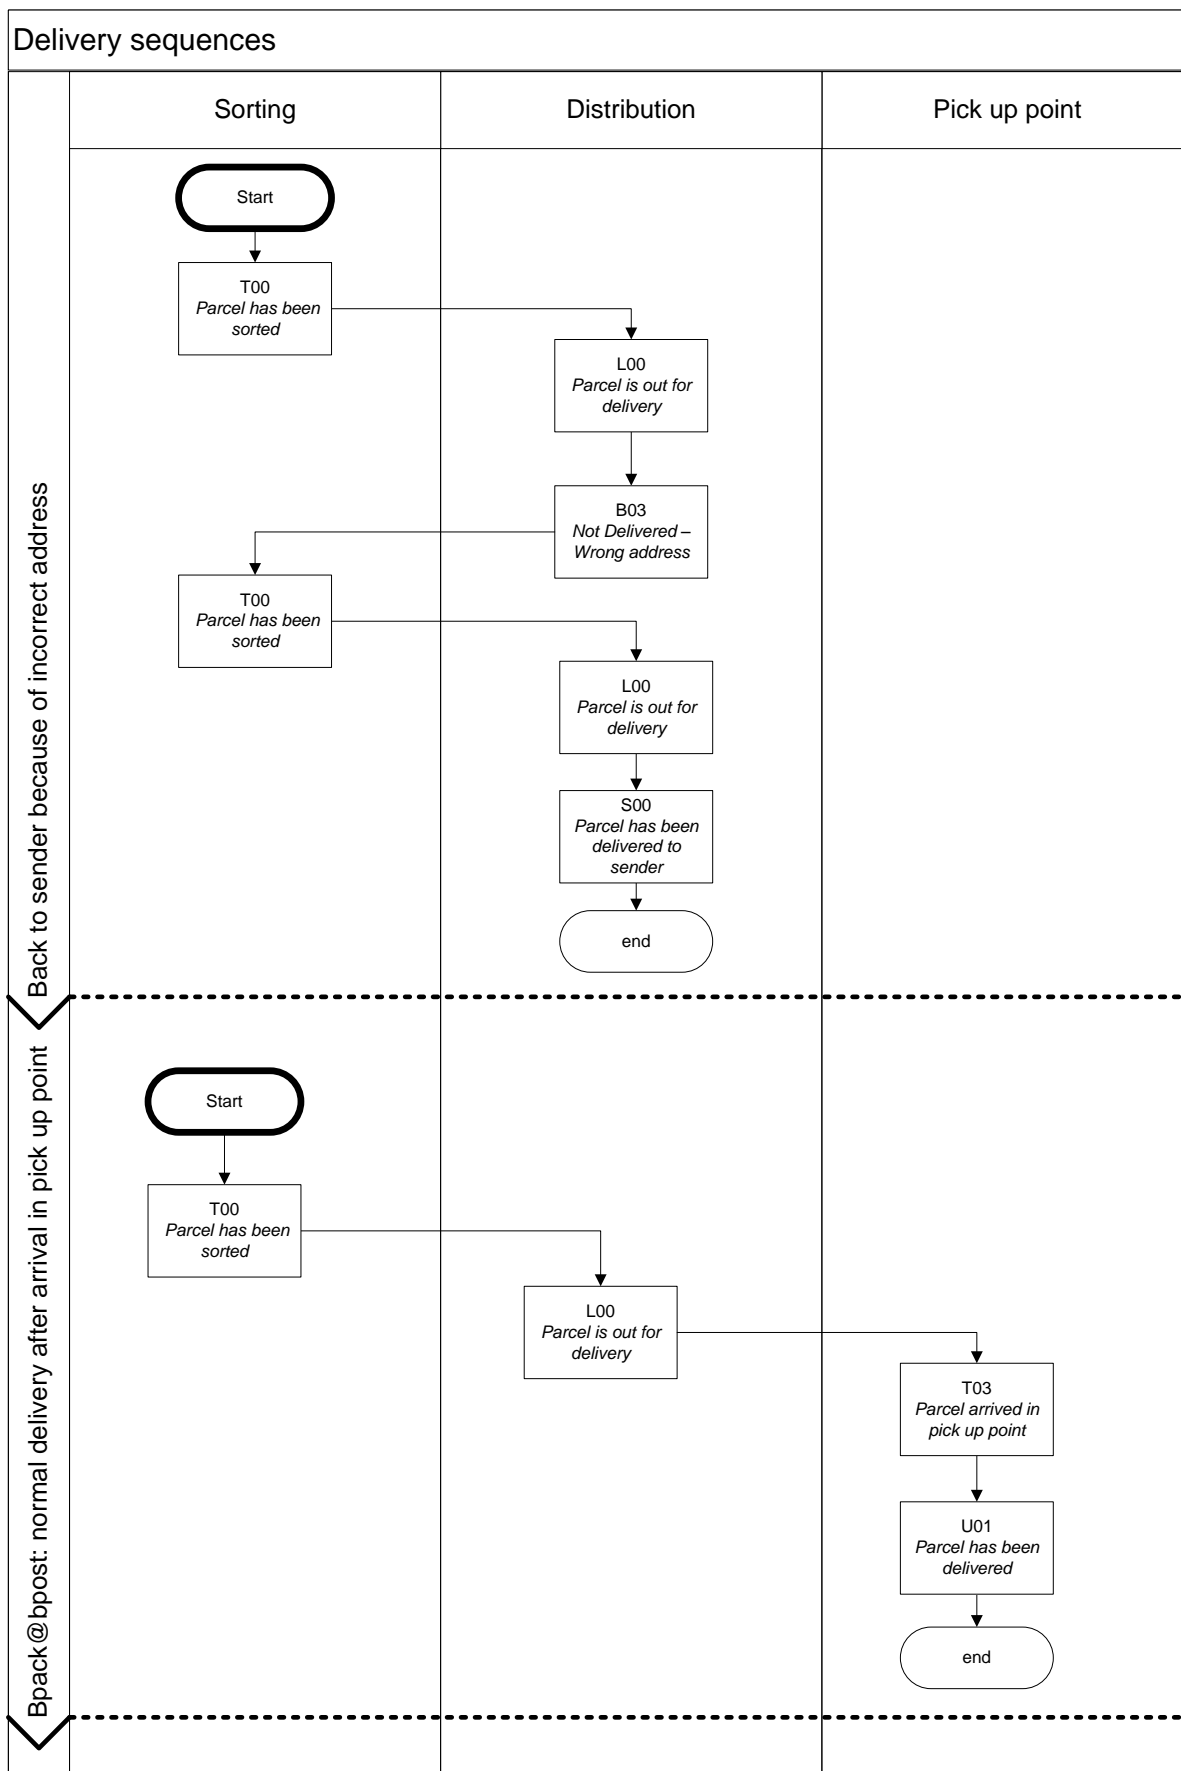 Delivery sequences
Sorting
Distribution
Pick up point
Back to sender because of incorrect address
Start
T00
Parcel has been
sorted
L00
Parcel is out for
delivery
B03
Not Delivered –
Wrong address
T00
Parcel has been
sorted
L00
Parcel is out for
delivery
S00
Parcel has been
delivered to
sender
end
Bpack@bpost: normal delivery after arrival in pick up point
Start
T00
Parcel has been
sorted
L00
Parcel is out for
delivery
T03
Parcel arrived in
pick up point
U01
Parcel has been
delivered
end